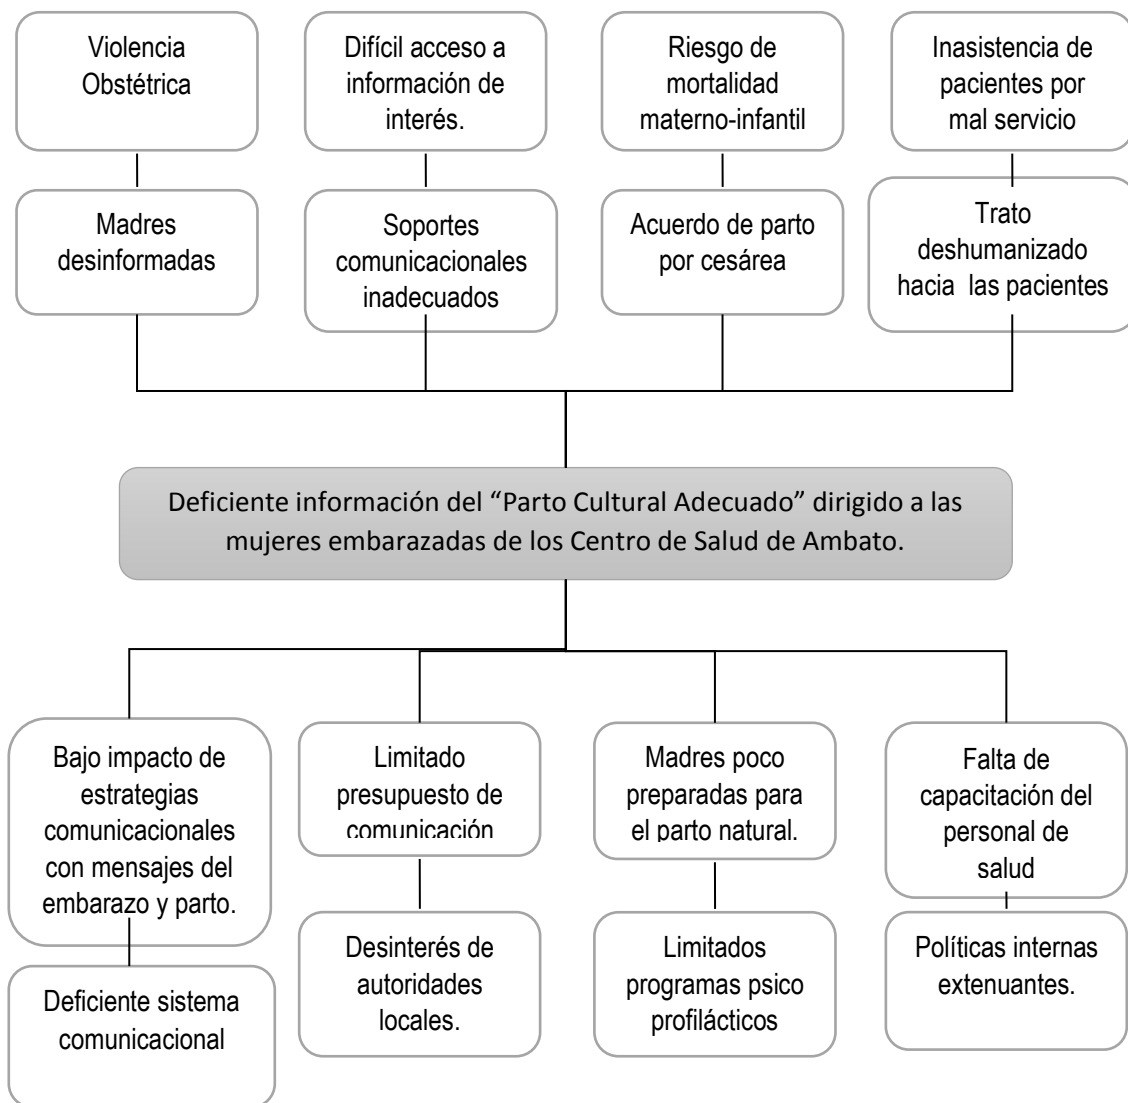 Violencia
Obstétrica
Difícil acceso a
información de
interés.
Riesgo de
mortalidad
materno-infantil
Inasistencia de
pacientes por
mal servicio
Madres
desinformadas
Soportes
comunicacionales
inadecuados
Acuerdo de parto
por cesárea
Trato
deshumanizado
hacia las pacientes
Deficiente información del “Parto Cultural Adecuado” dirigido a las
mujeres embarazadas de los Centro de Salud de Ambato.
Bajo impacto de
estrategias
comunicacionales
con mensajes del
embarazo y parto.
Limitado
presupuesto de
comunicación
Madres poco
preparadas para
el parto natural.
Falta de
capacitación del
personal de
salud
Deficiente sistema
comunicacional
Desinterés de
autoridades
locales.
Limitados
programas psico
profilácticos
Políticas internas
extenuantes.